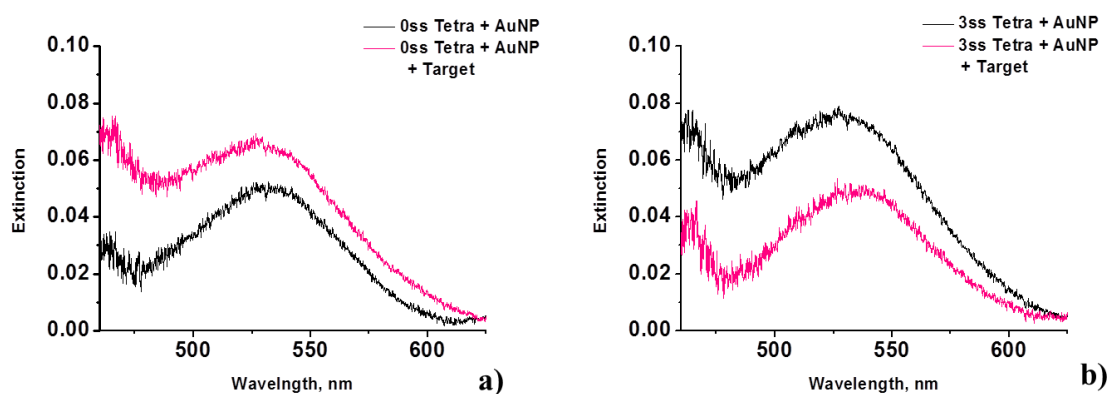 0ss Tetra + AuNP
0ss Tetra + AuNP
+ Target
0.10
0.08
0.06
0.04
0.02
0.00
Extinction
500
550
600
Wavelngth, nm
a)
3ss Tetra + AuNP
3ss Tetra + AuNP
+ Target
0.10
0.08
0.06
0.04
0.02
0.00
Extinction
500
550
600
Wavelength, nm
b)